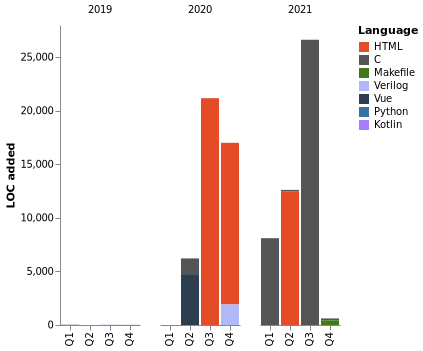 2019 2020 2021
Language
HTML
C
Makefile
Verilog
Vue
Python
Kotlin
LOC added
25,000
20,000
15,000
10,000
5,000
0
Q1 Q2 Q3 Q4 Q1 Q2 Q3 Q4 Q1 Q2 Q3 Q4